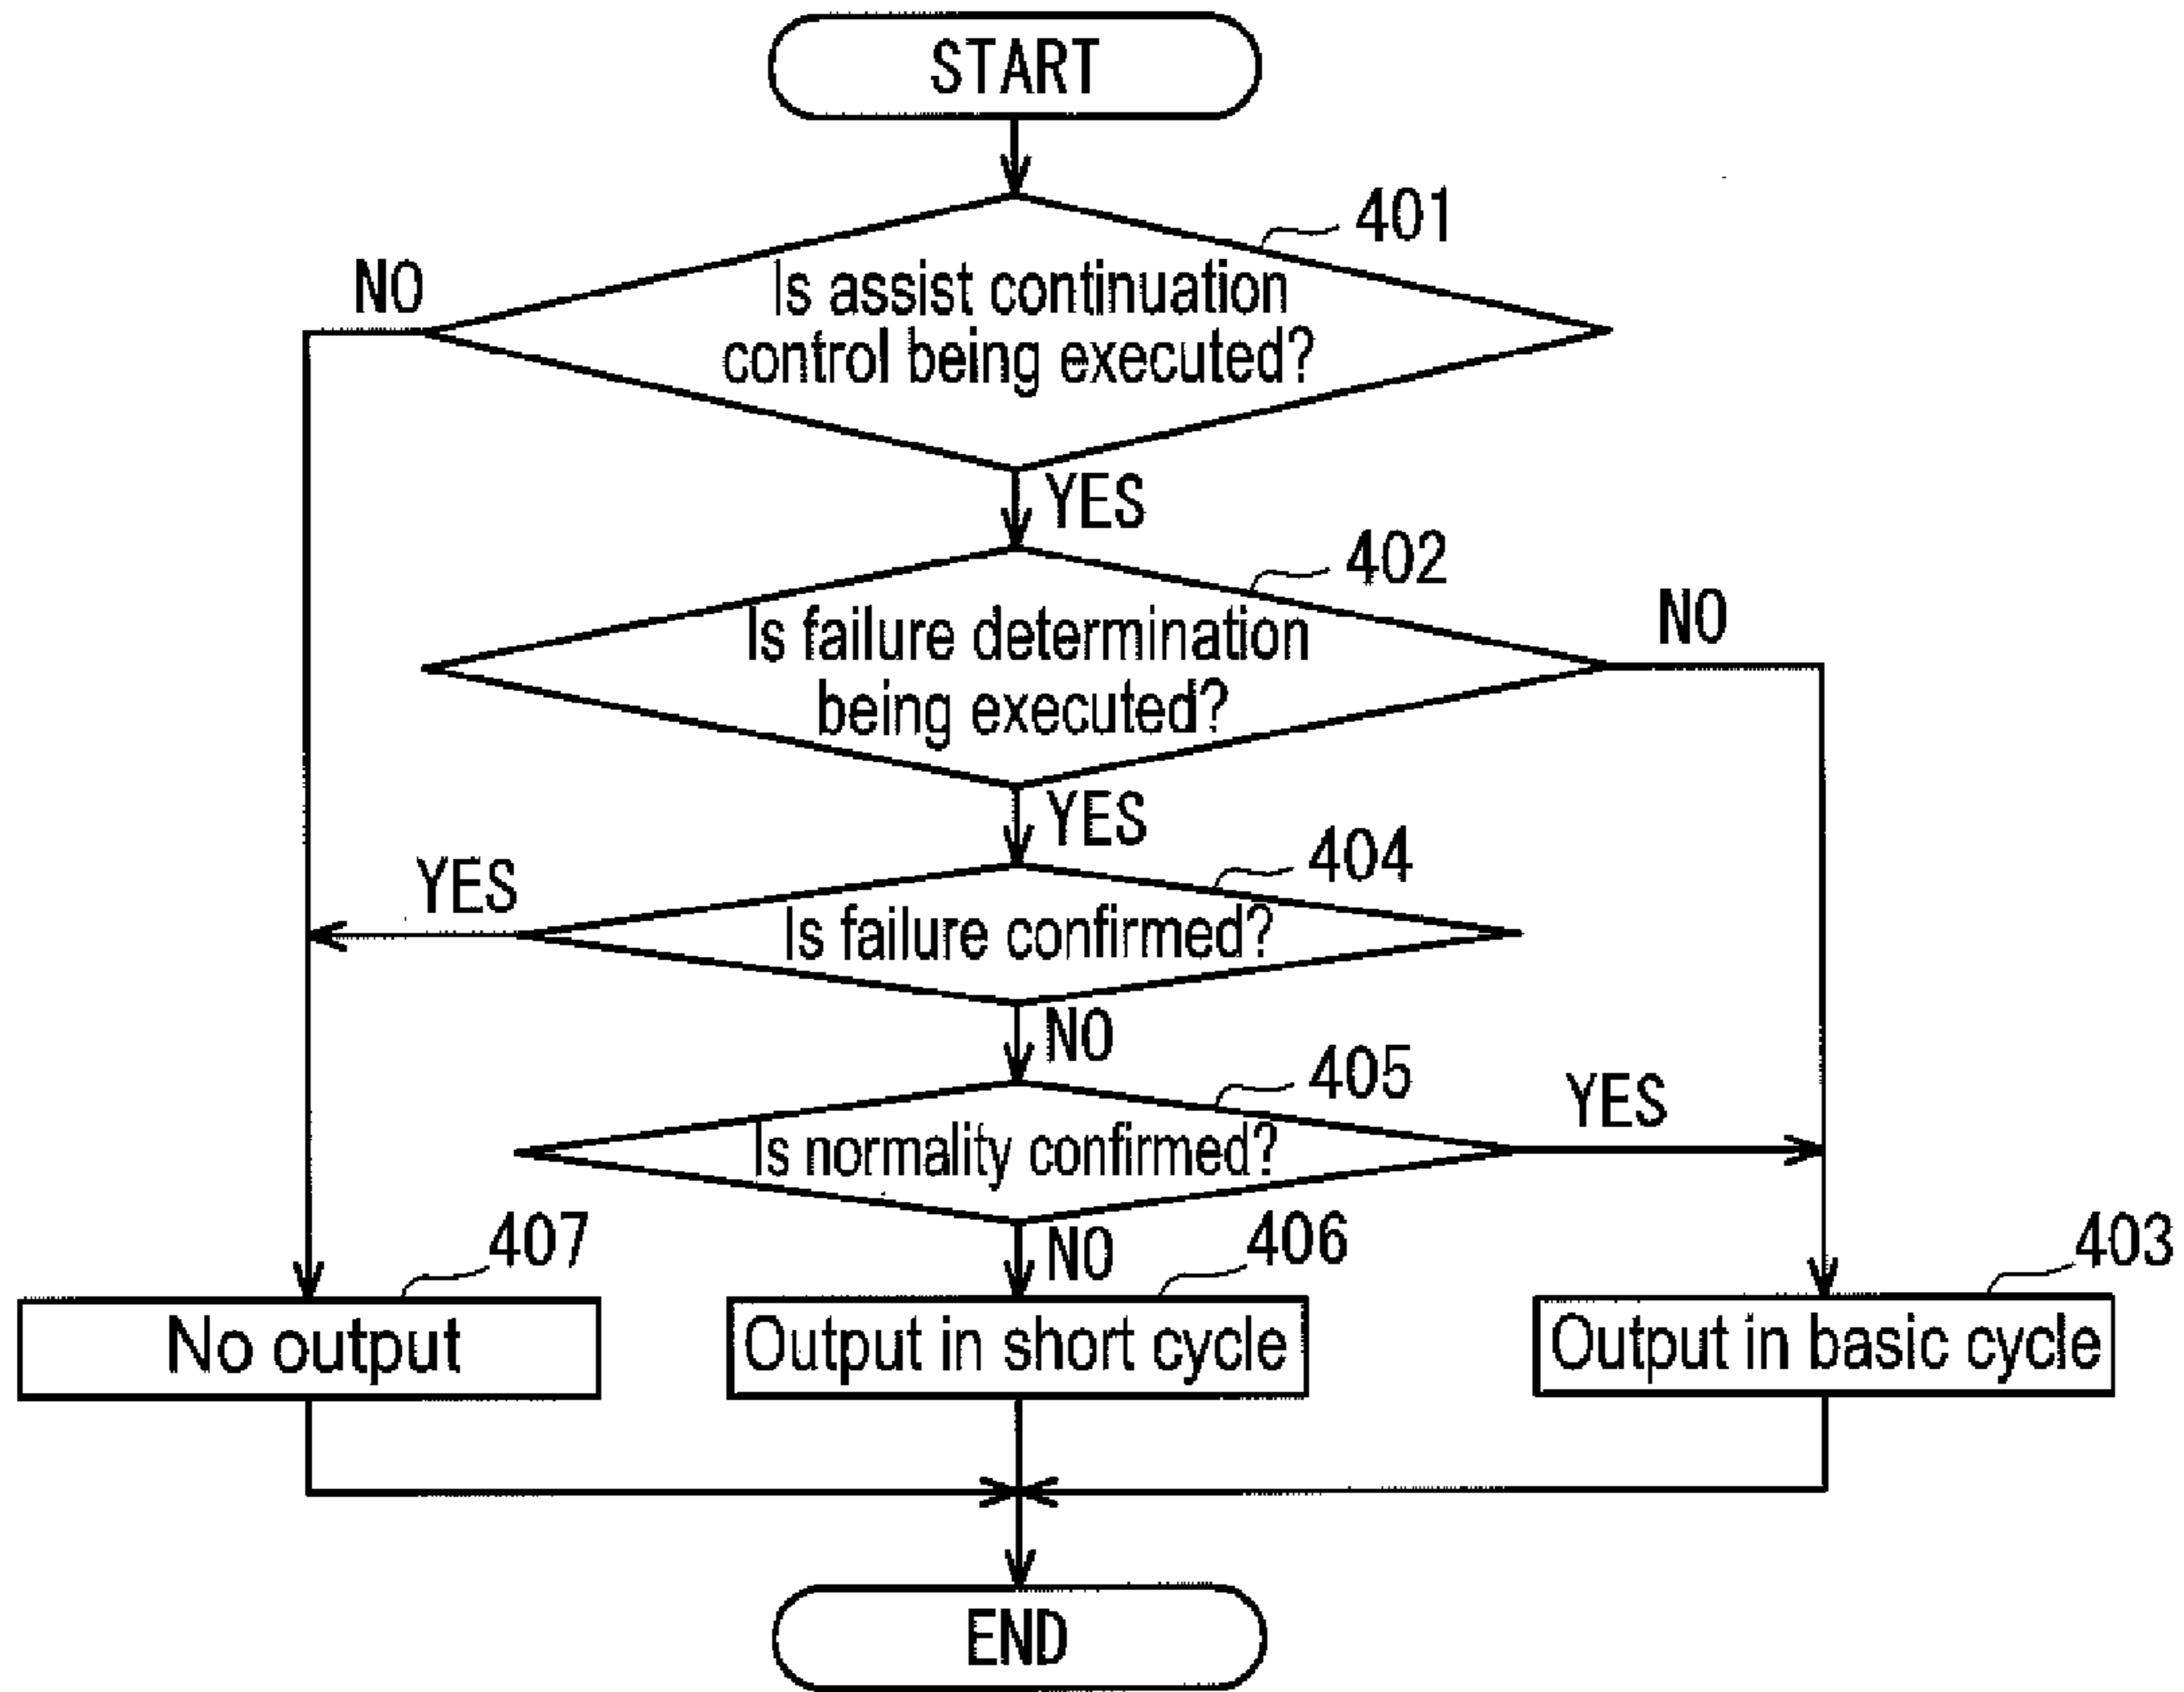 START
401
NO
Is assist continuation
control being executed?
YES
402
NO
Is failure determination
being executed?
YES
404
YES
Is failure confirmed?
NO
405
YES
Is normality confirmed?
NO
407
406
403
No output
Output in short cycle
Output in basic cycle
END